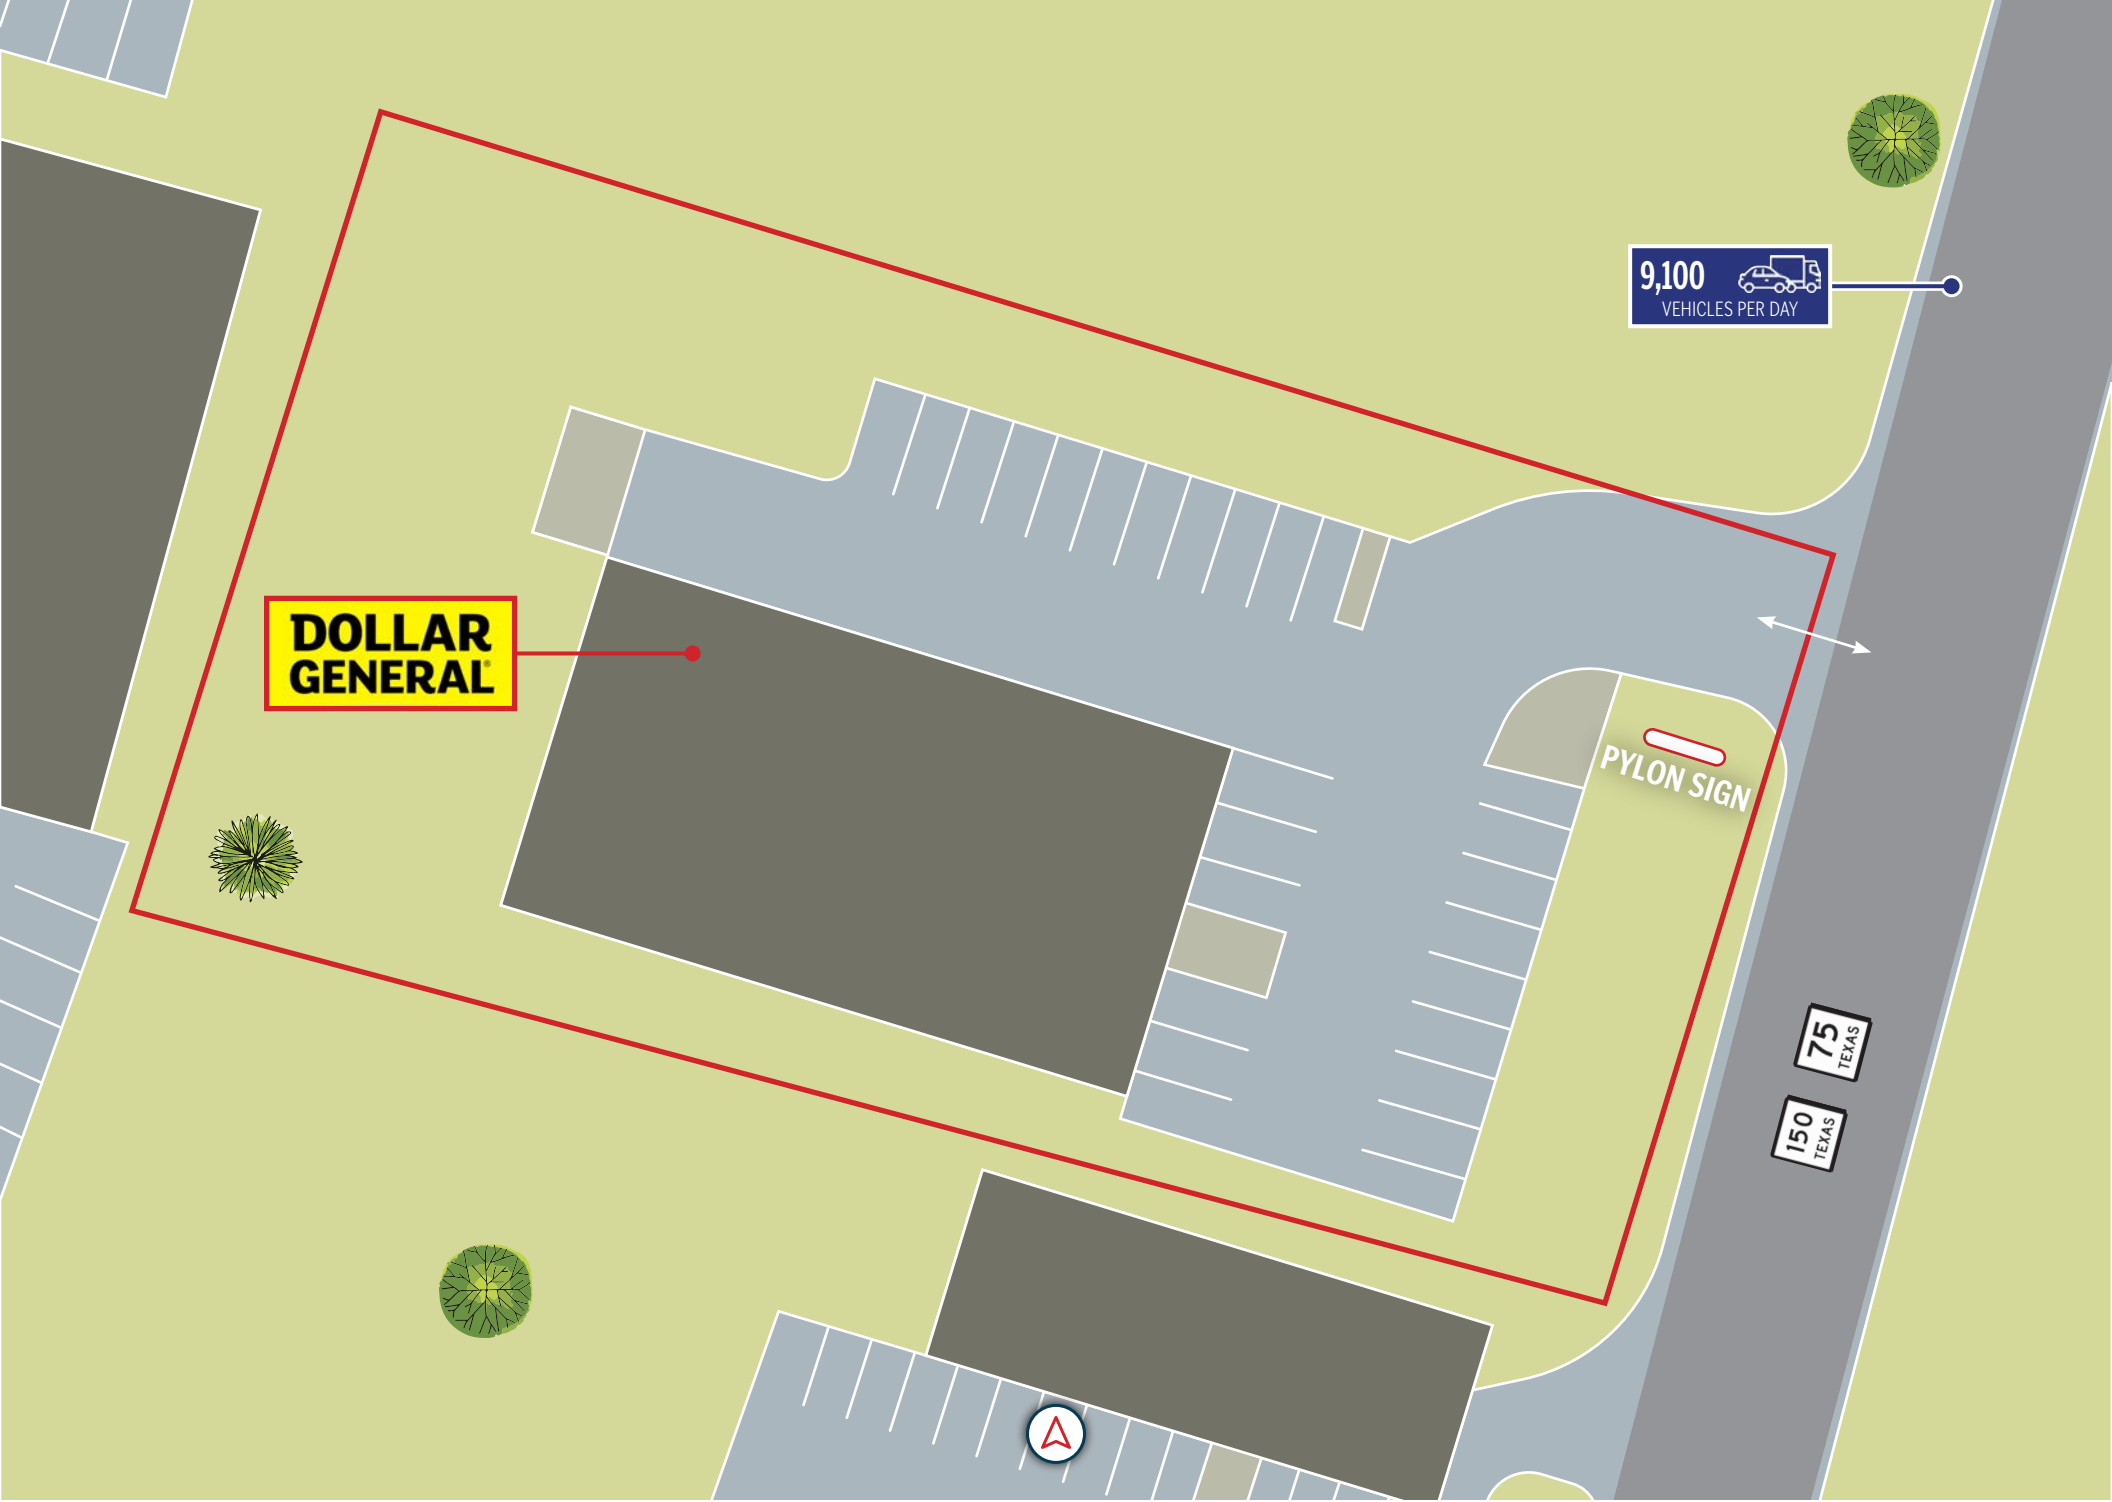 9,100
VEHICLES PER DAY
DOLLAR
GENERAL®
PYLON SIGN
75
TEXAS
150
TEXAS